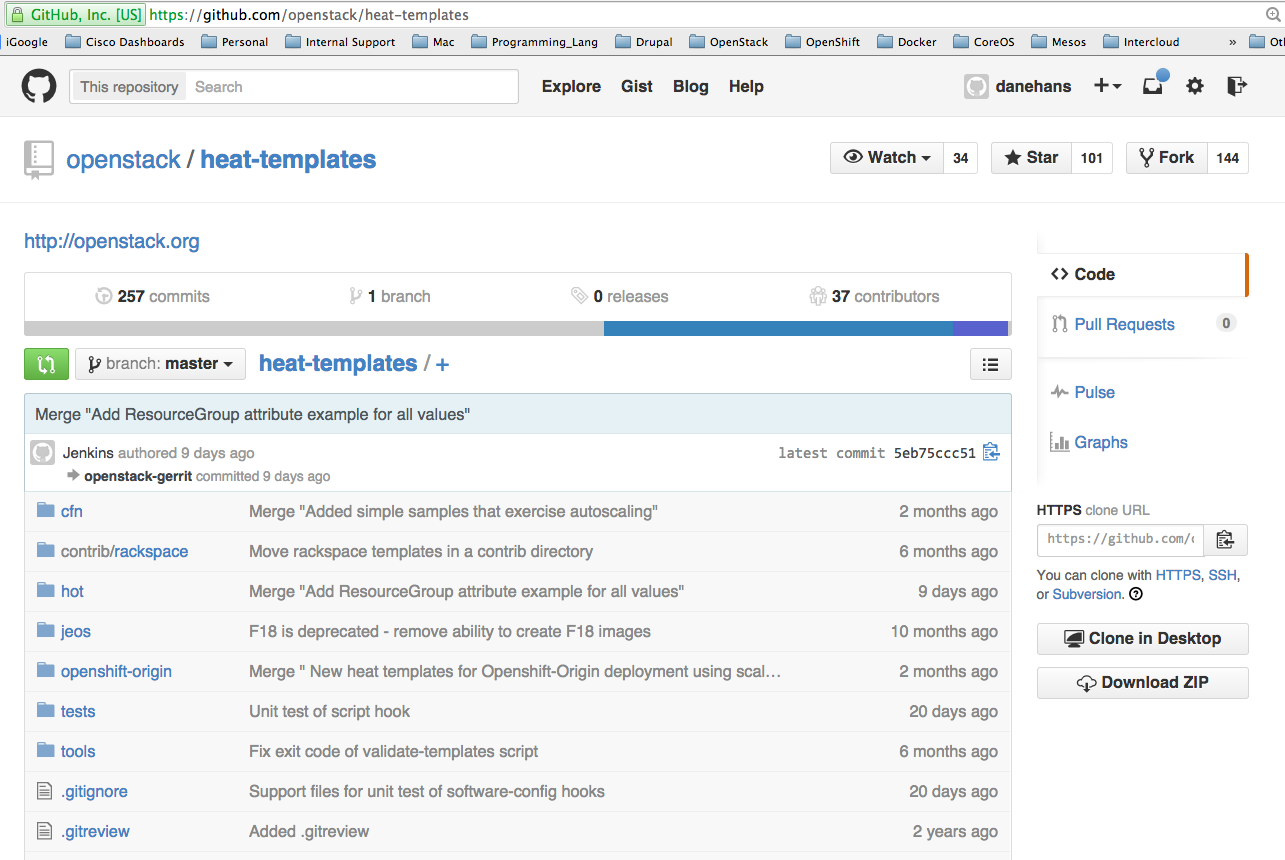 GitHub, Inc. [US] https://github.com/openstack/heat-templates
iGoogle Cisco Dashboards Personal Internal Support Mac Programming_Lang Drupal OpenStack OpenShift Docker CoreOS Mesos Intercloud » Otl
This repository Search Explore Gist Blog Help danehans
openstack / heat-templates Watch 34 Star 101 Fork 144
http://openstack.org
257 commits 1 branch 0 releases 37 contributors
branch: master heat-templates / +
Merge "Add ResourceGroup attribute example for all values"
Jenkins authored 9 days ago latest commit 5eb75ccc51
openstack-gerrit committed 9 days ago
cfn Merge "Added simple samples that exercise autoscaling" 2 months ago
contrib/rackspace Move rackspace templates in a contrib directory 6 months ago
hot Merge "Add ResourceGroup attribute example for all values" 9 days ago
jeos F18 is deprecated - remove ability to create F18 images 10 months ago
openshift-origin Merge " New heat templates for Openshift-Origin deployment using scal… 2 months ago
tests Unit test of script hook 20 days ago
tools Fix exit code of validate-templates script 6 months ago
.gitignore Support files for unit test of software-config hooks 20 days ago
.gitreview Added .gitreview 2 years ago
Code
Pull Requests 0
Pulse
Graphs
HTTPS clone URL
https://github.com/
You can clone with HTTPS, SSH,
or Subversion.
Clone in Desktop
Download ZIP